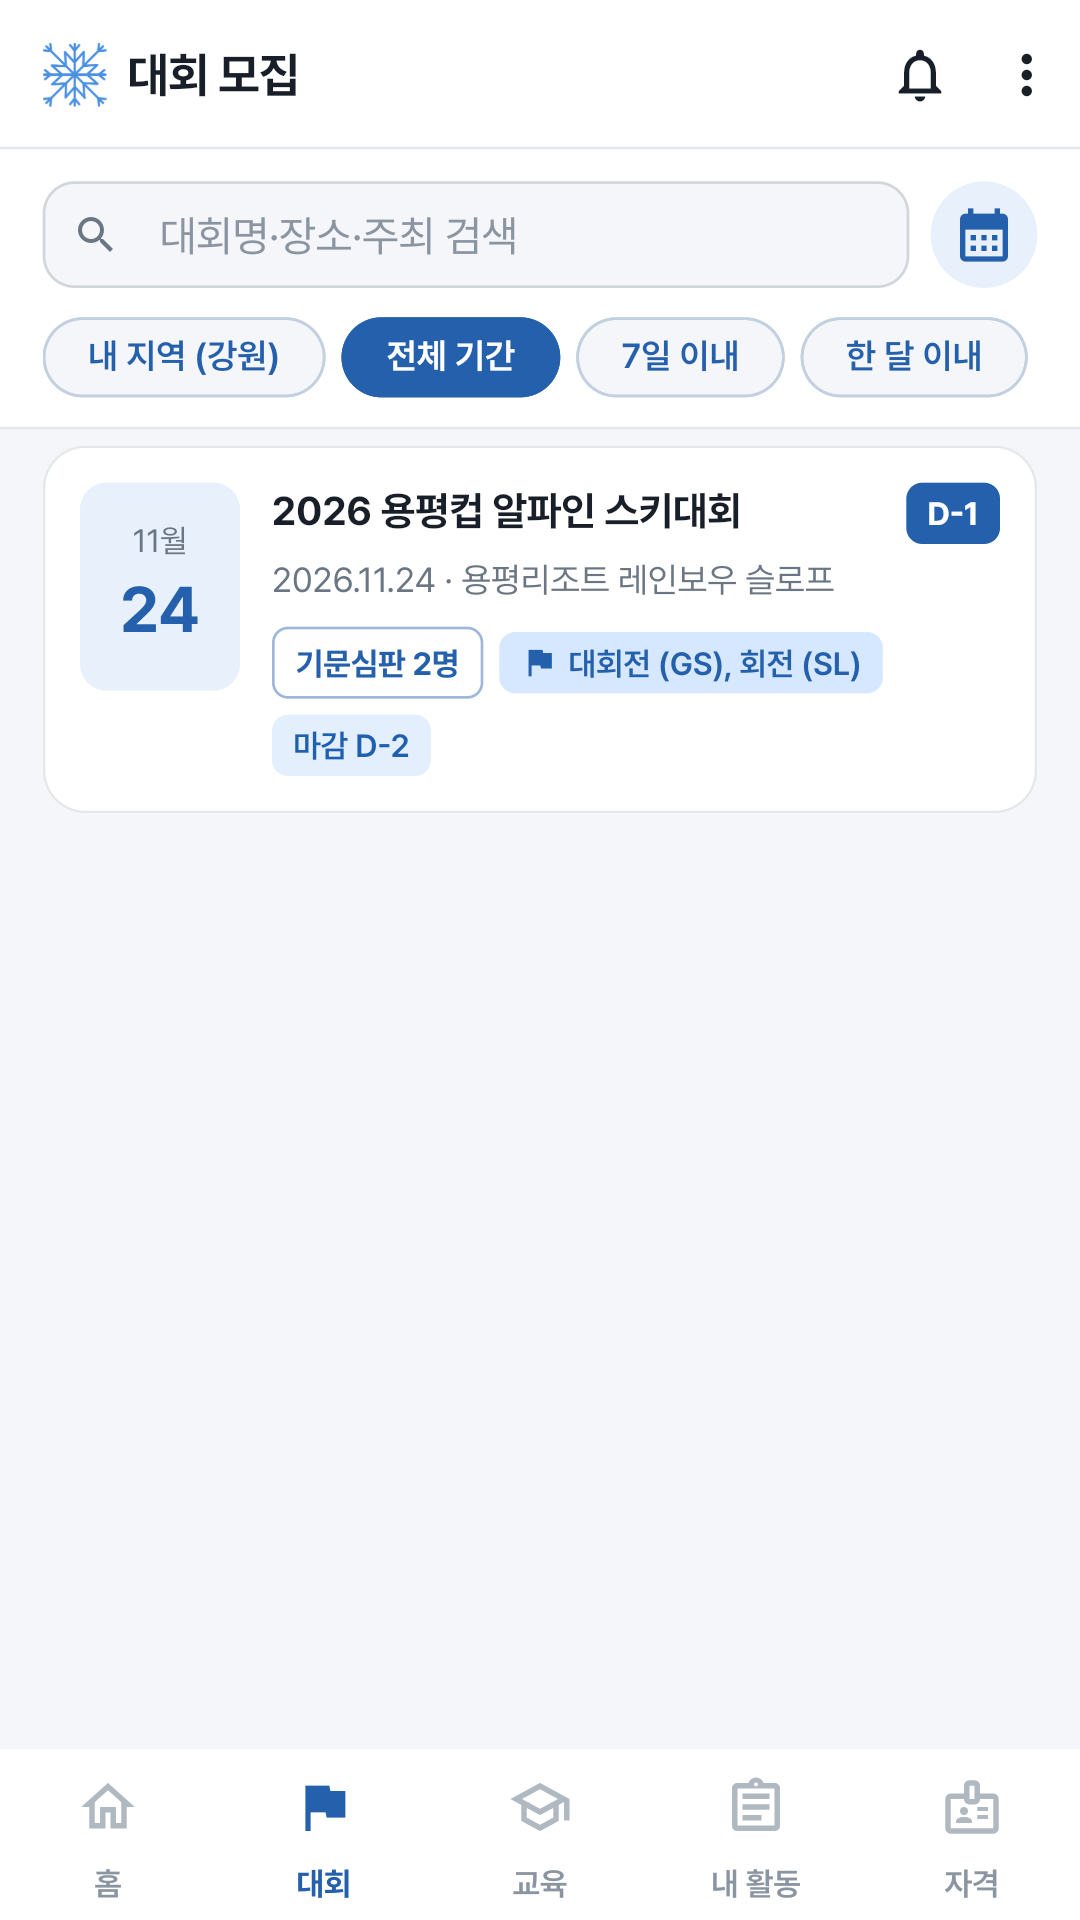 대회 모집
대회명·장소·주최 검색
내 지역 (강원) 전체 기간 7일 이내 한 달 이내
11월
24
2026 용평컵 알파인 스키대회
D-1
2026.11.24 · 용평리조트 레인보우 슬로프
기문심판 2명
대회전 (GS), 회전 (SL)
마감 D-2
홈 대회 교육 내 활동 자격